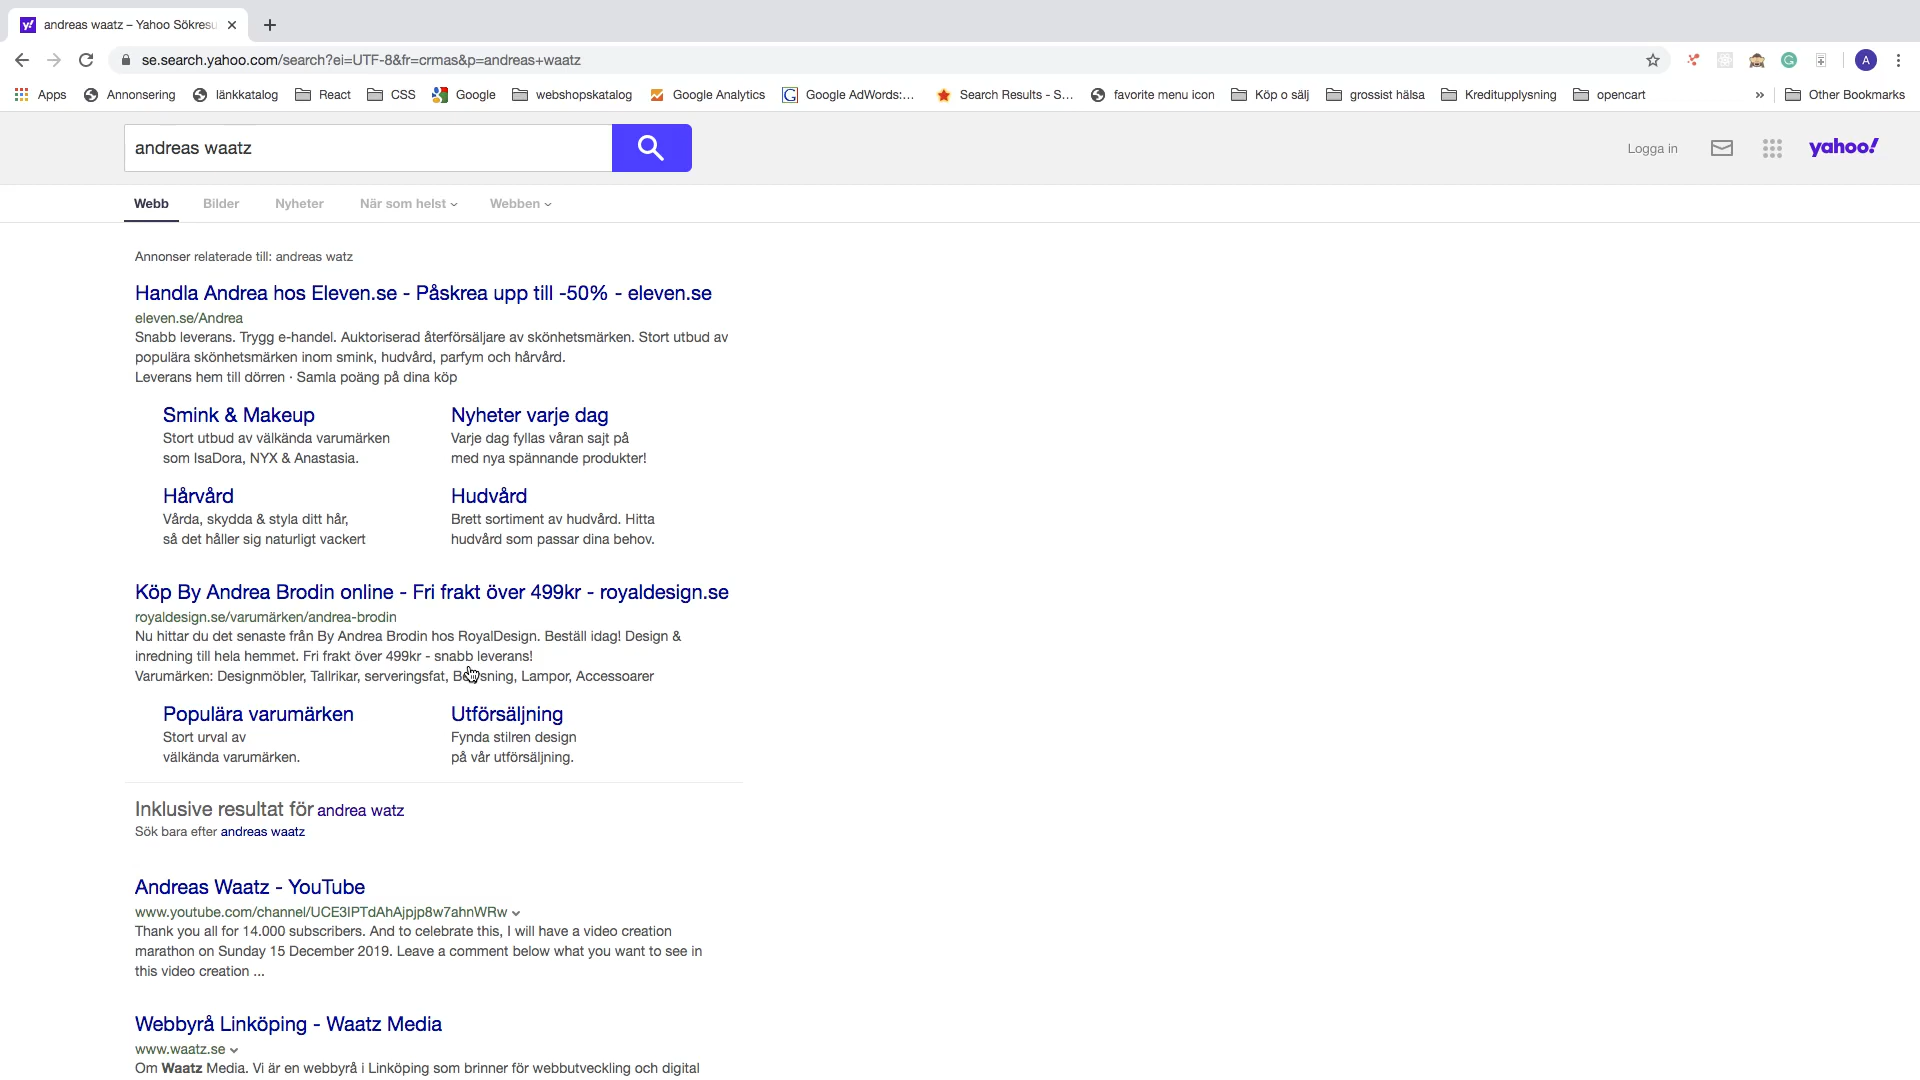 andreas waatz – Yahoo Sökresu
se.search.yahoo.com/search?ei=UTF-8&fr=crmas&p=andreas+waatz
A
Apps Annonsering länkkatalog React CSS Google webshopskatalog Google Analytics Google AdWords:... Search Results - S... favorite menu icon Köp o sälj grossist hälsa Kreditupplysning opencart » Other Bookmarks
andreas waatz
Logga in
yahoo!
Webb Bilder Nyheter När som helst Webben
Annonser relaterade till: andreas watz
Handla Andrea hos Eleven.se - Påskrea upp till -50% - eleven.se
eleven.se/Andrea
Snabb leverans. Trygg e-handel. Auktoriserad återförsäljare av skönhetsmärken. Stort utbud av
populära skönhetsmärken inom smink, hudvård, parfym och hårvård.
Leverans hem till dörren · Samla poäng på dina köp
Smink & Makeup
Stort utbud av välkända varumärken
som IsaDora, NYX & Anastasia.
Nyheter varje dag
Varje dag fyllas våran sajt på
med nya spännande produkter!
Hårvård
Vårda, skydda & styla ditt hår,
så det håller sig naturligt vackert
Hudvård
Brett sortiment av hudvård. Hitta
hudvård som passar dina behov.
Köp By Andrea Brodin online - Fri frakt över 499kr - royaldesign.se
royaldesign.se/varumärken/andrea-brodin
Nu hittar du det senaste från By Andrea Brodin hos RoyalDesign. Beställ idag! Design &
inredning till hela hemmet. Fri frakt över 499kr - snabb leverans!
Varumärken: Designmöbler, Tallrikar, serveringsfat, Lampor, Accessoarer
Populära varumärken
Stort urval av
välkända varumärken.
Utförsäljning
Fynda stilren design
på vår utförsäljning.
Inklusive resultat för andrea watz
Sök bara efter andreas waatz
Andreas Waatz - YouTube
www.youtube.com/channel/UCE3IPTdAhAjpjp8w7ahnWRw
Thank you all for 14.000 subscribers. And to celebrate this, I will have a video creation
marathon on Sunday 15 December 2019. Leave a comment below what you want to see in
this video creation ...
Webbyrå Linköping - Waatz Media
www.waatz.se
Om Waatz Media. Vi är en webbyrå i Linköping som brinner för webbutveckling och digital